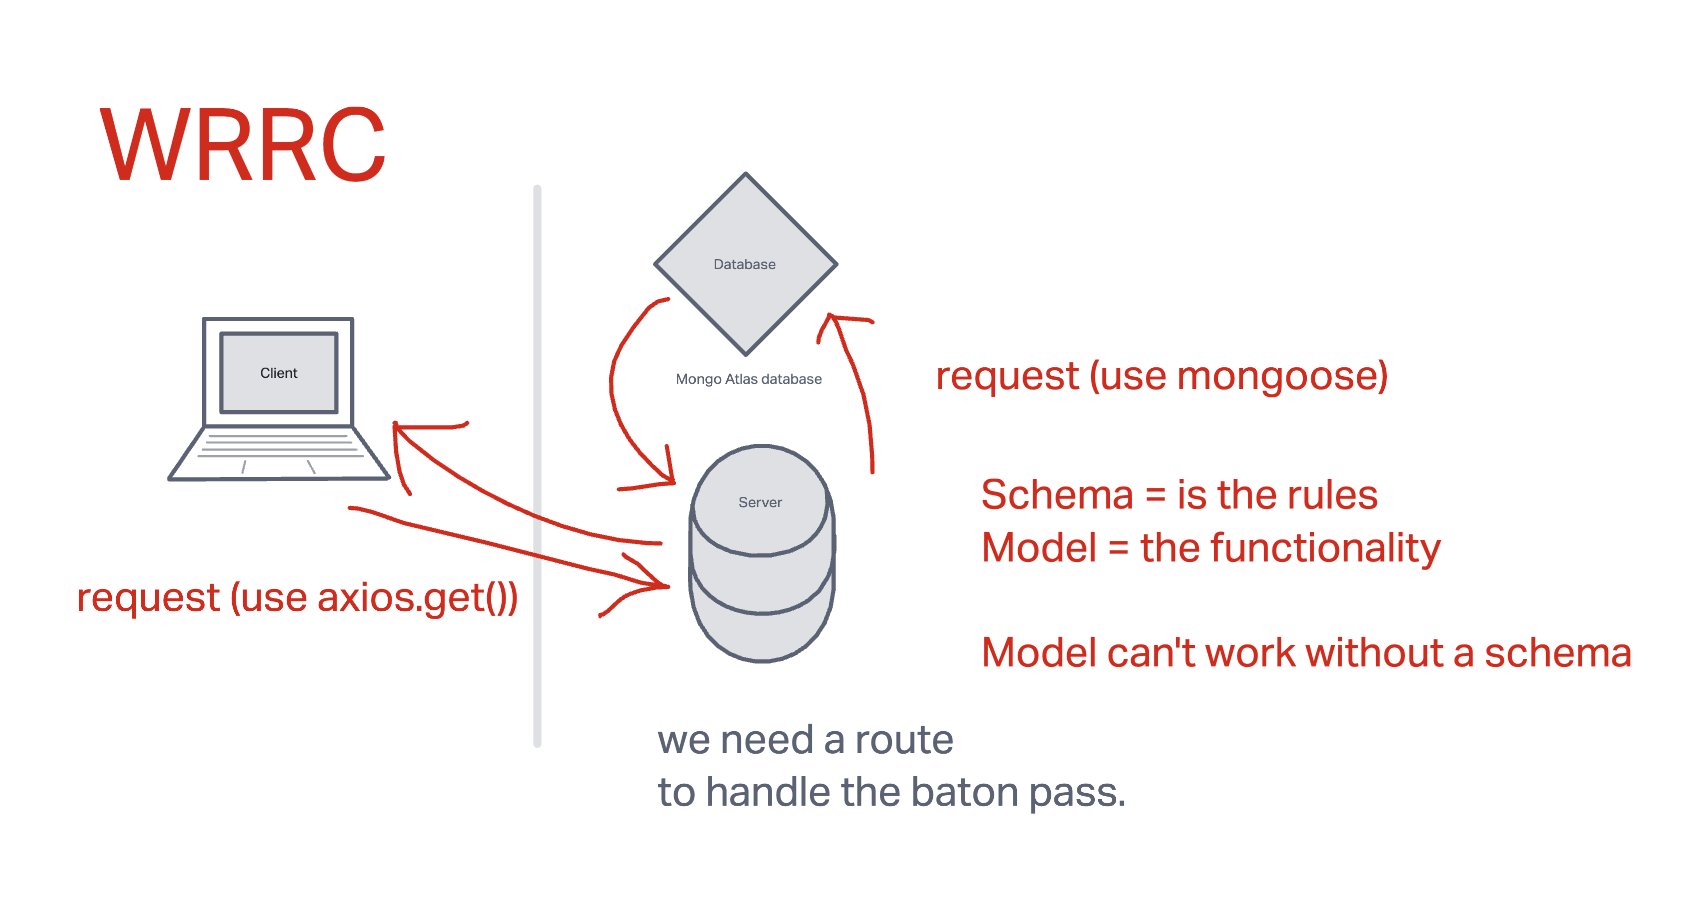 WRRC
Database
Client
Mongo Atlas database
request (use mongoose)
Server
Schema = is the rules
Model = the functionality
request (use axios.get())
Model can't work without a schema
we need a route
to handle the baton pass.